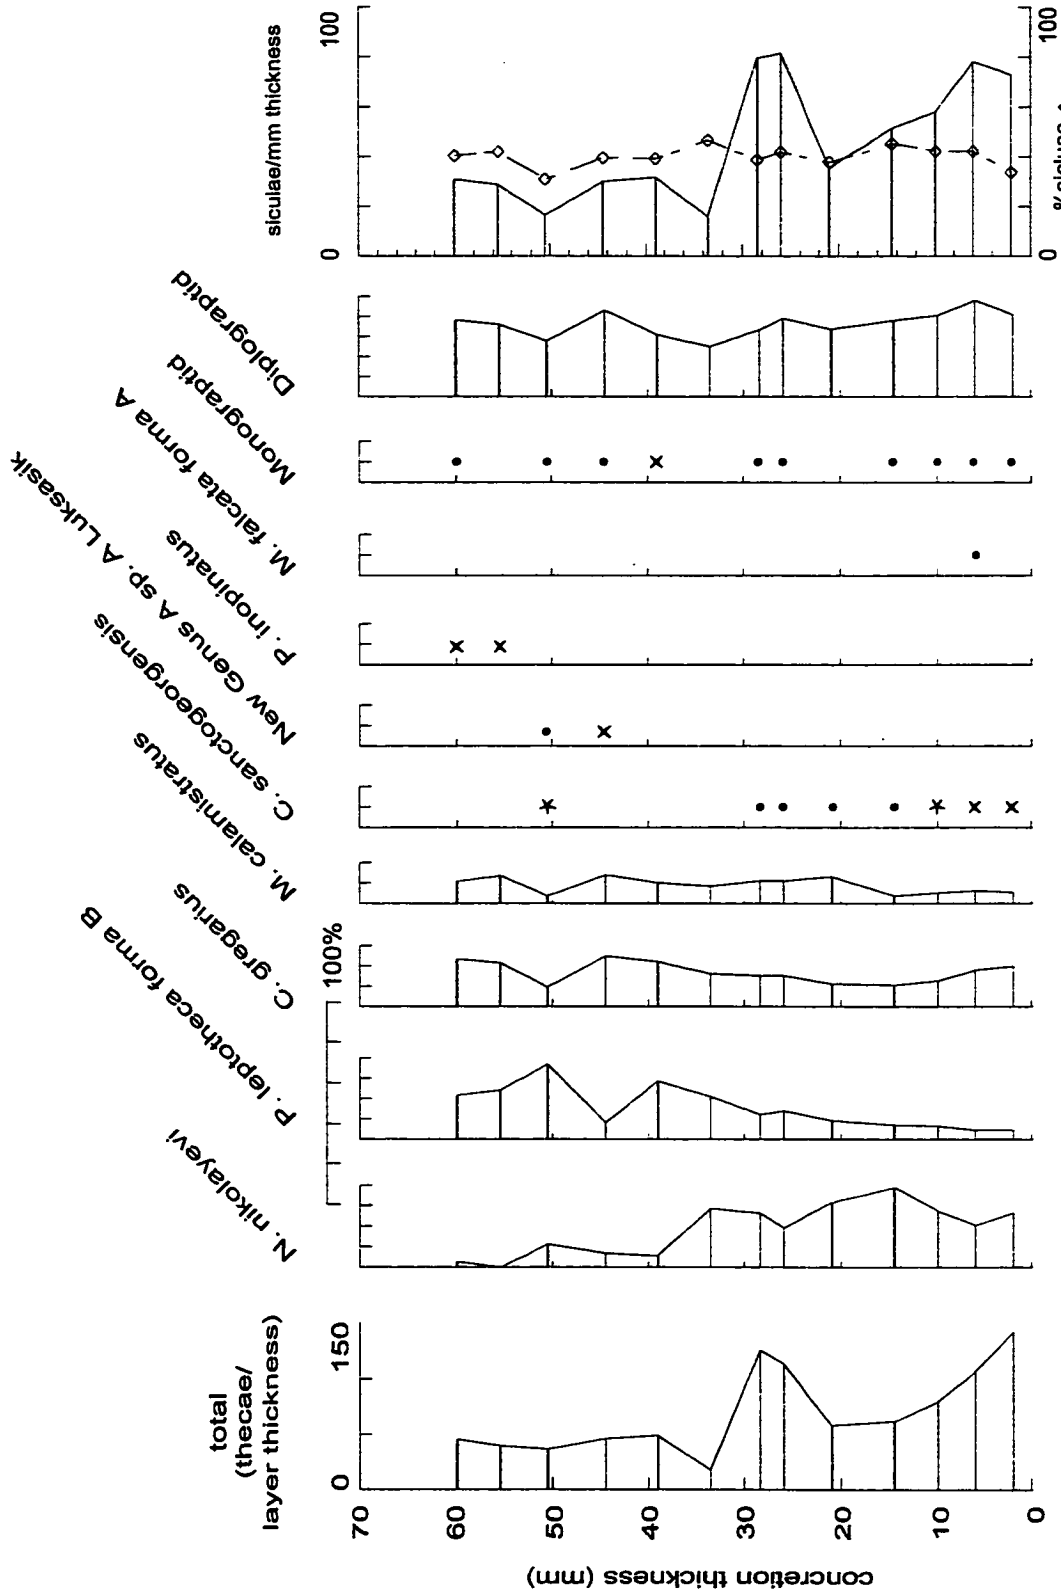 total
(thecae/
layer thickness)
0
150
N. nikolayevi
P. leptotheca forma B
100%
C. gregarius
M. calamistratus
C. sanctogeorgensis
New Genus A sp. A Luksasik
P. inopinatus
M. falcata forma A
Monograptid
Diplograptid
siculae/mm thickness
0
100
concretion thickness (mm)
70
60
50
40
30
20
10
0
0
100